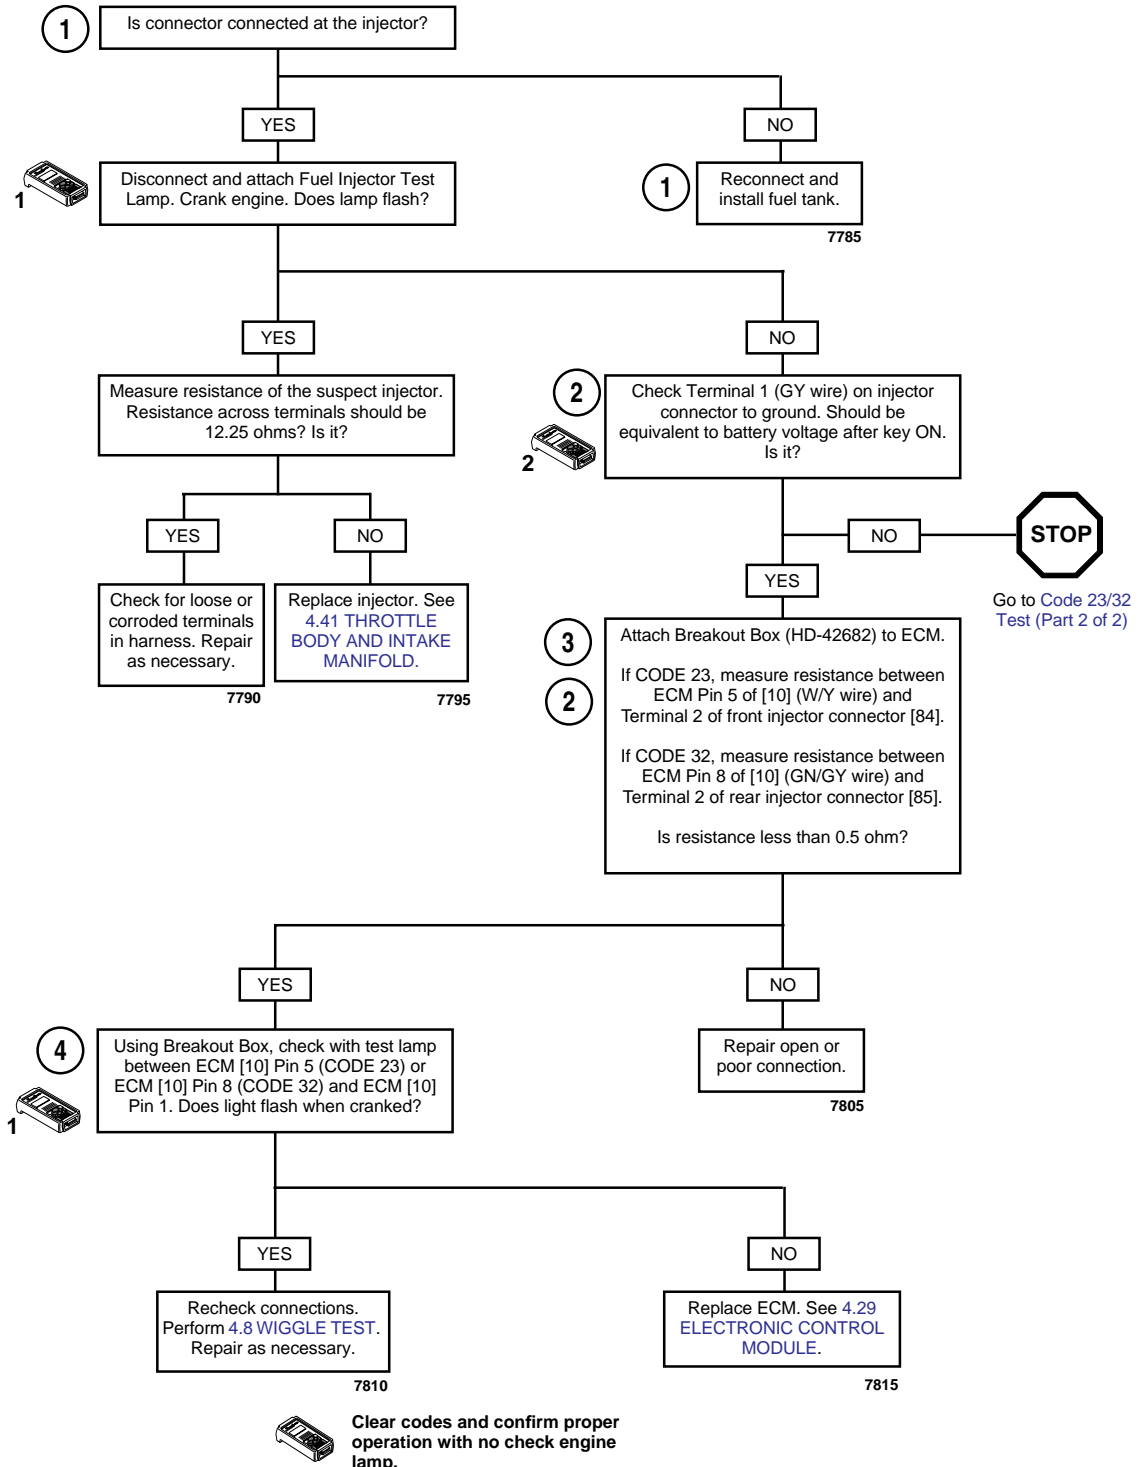 1
Is connector connected at the injector?
YES
NO
1
Disconnect and attach Fuel Injector Test
Lamp. Crank engine. Does lamp flash?
1
Reconnect and
install fuel tank.
7785
YES
NO
Measure resistance of the suspect injector.
Resistance across terminals should be
12.25 ohms? Is it?
2
2
Check Terminal 1 (GY wire) on injector
connector to ground. Should be
equivalent to battery voltage after key ON.
Is it?
YES
NO
NO
STOP
Go to Code 23/32
Test (Part 2 of 2)
YES
Check for loose or
corroded terminals
in harness. Repair
as necessary.
7790
Replace injector. See
4.41 THROTTLE
BODY AND INTAKE
MANIFOLD.
7795
3
2
Attach Breakout Box (HD-42682) to ECM.
If CODE 23, measure resistance between
ECM Pin 5 of [10] (W/Y wire) and
Terminal 2 of front injector connector [84].
If CODE 32, measure resistance between
ECM Pin 8 of [10] (GN/GY wire) and
Terminal 2 of rear injector connector [85].
Is resistance less than 0.5 ohm?
YES
NO
4
1
Using Breakout Box, check with test lamp
between ECM [10] Pin 5 (CODE 23) or
ECM [10] Pin 8 (CODE 32) and ECM [10]
Pin 1. Does light flash when cranked?
Repair open or
poor connection.
7805
YES
NO
Recheck connections.
Perform 4.8 WIGGLE TEST.
Repair as necessary.
7810
Replace ECM. See 4.29
ELECTRONIC CONTROL
MODULE.
7815
Clear codes and confirm proper
operation with no check engine
lamp.